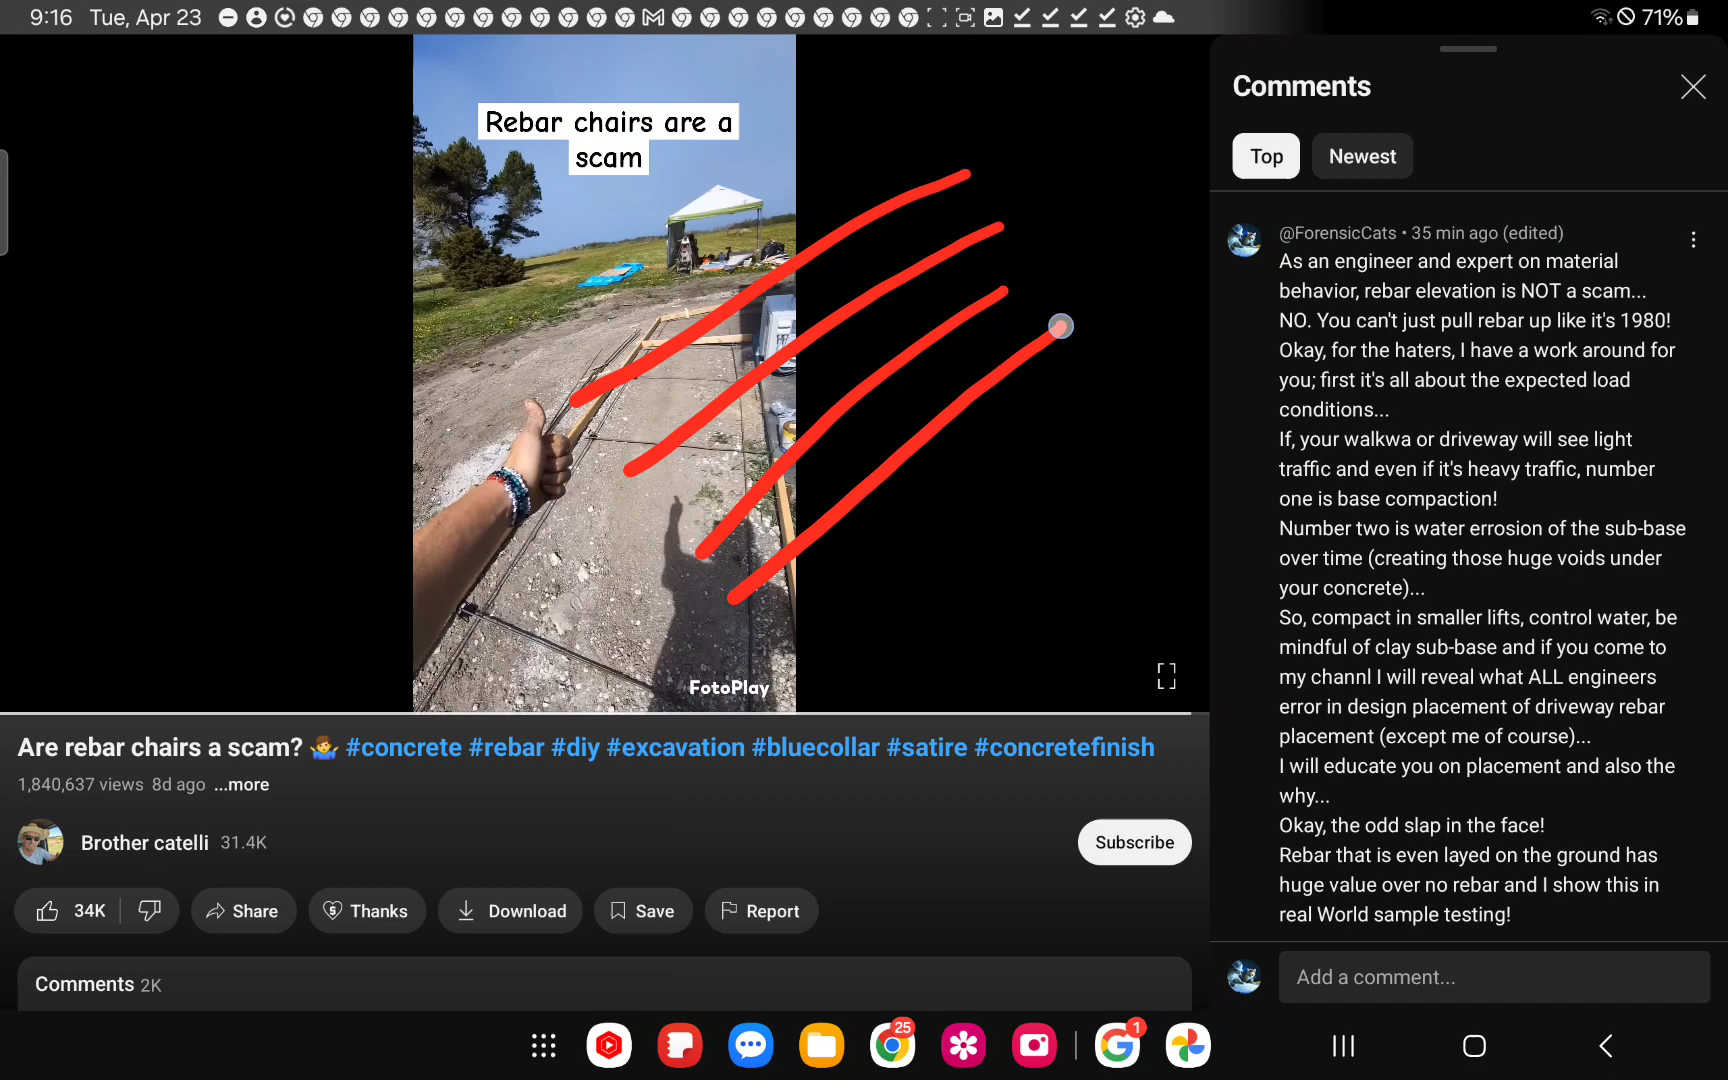 9:16 Tue, Apr 23
71%
Rebar chairs are a
scam
FotoPlay
Are rebar chairs a scam? 🤷 #concrete #rebar #diy #excavation #bluecollar #satire #concretefinish
1,840,637 views 8d ago ...more
Brother catelli 31.4K
Subscribe
34K
Share
Thanks
Download
Save
Report
Comments 2K
Comments
Top
Newest
@ForensicCats • 35 min ago (edited)
As an engineer and expert on material
behavior, rebar elevation is NOT a scam...
NO. You can't just pull rebar up like it's 1980!
Okay, for the haters, I have a work around for
you; first it's all about the expected load
conditions...
If, your walkwa or driveway will see light
traffic and even if it's heavy traffic, number
one is base compaction!
Number two is water errosion of the sub-base
over time (creating those huge voids under
your concrete)...
So, compact in smaller lifts, control water, be
mindful of clay sub-base and if you come to
my channl I will reveal what ALL engineers
error in design placement of driveway rebar
placement (except me of course)...
I will educate you on placement and also the
why...
Okay, the odd slap in the face!
Rebar that is even layed on the ground has
huge value over no rebar and I show this in
real World sample testing!
Add a comment...
25
1